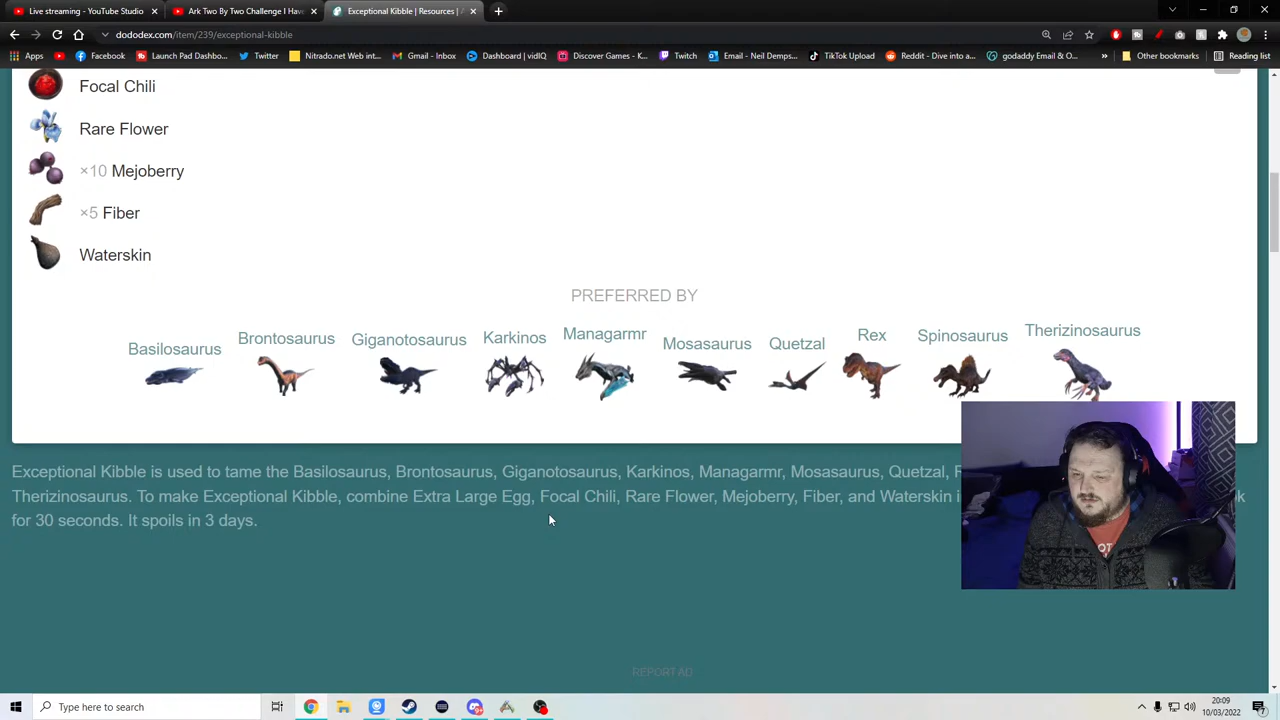 Live streaming - YouTube Studio
Ark Two By Two Challenge I Have
Exceptional Kibble | Resources | A
dododex.com/item/239/exceptional-kibble
Apps Facebook Launch Pad Dashbo... Twitter Nitrado.net Web int... Gmail - Inbox Dashboard | vidIQ Discover Games - K... Twitch Email – Neil Demps... TikTok Upload Reddit - Dive into a... godaddy Email & O... » Other bookmarks Reading list
Focal Chili
Rare Flower
×10 Mejoberry
×5 Fiber
Waterskin
PREFERRED BY
Basilosaurus Brontosaurus Giganotosaurus Karkinos Managarmr Mosasaurus Quetzal Rex Spinosaurus Therizinosaurus
Exceptional Kibble is used to tame the Basilosaurus, Brontosaurus, Giganotosaurus, Karkinos, Managarmr, Mosasaurus, Quetzal,
Therizinosaurus. To make Exceptional Kibble, combine Extra Large Egg, Focal Chili, Rare Flower, Mejoberry, Fiber, and Waterskin
for 30 seconds. It spoils in 3 days.
REPORT AD
Type here to search
20:09
10/03/2022